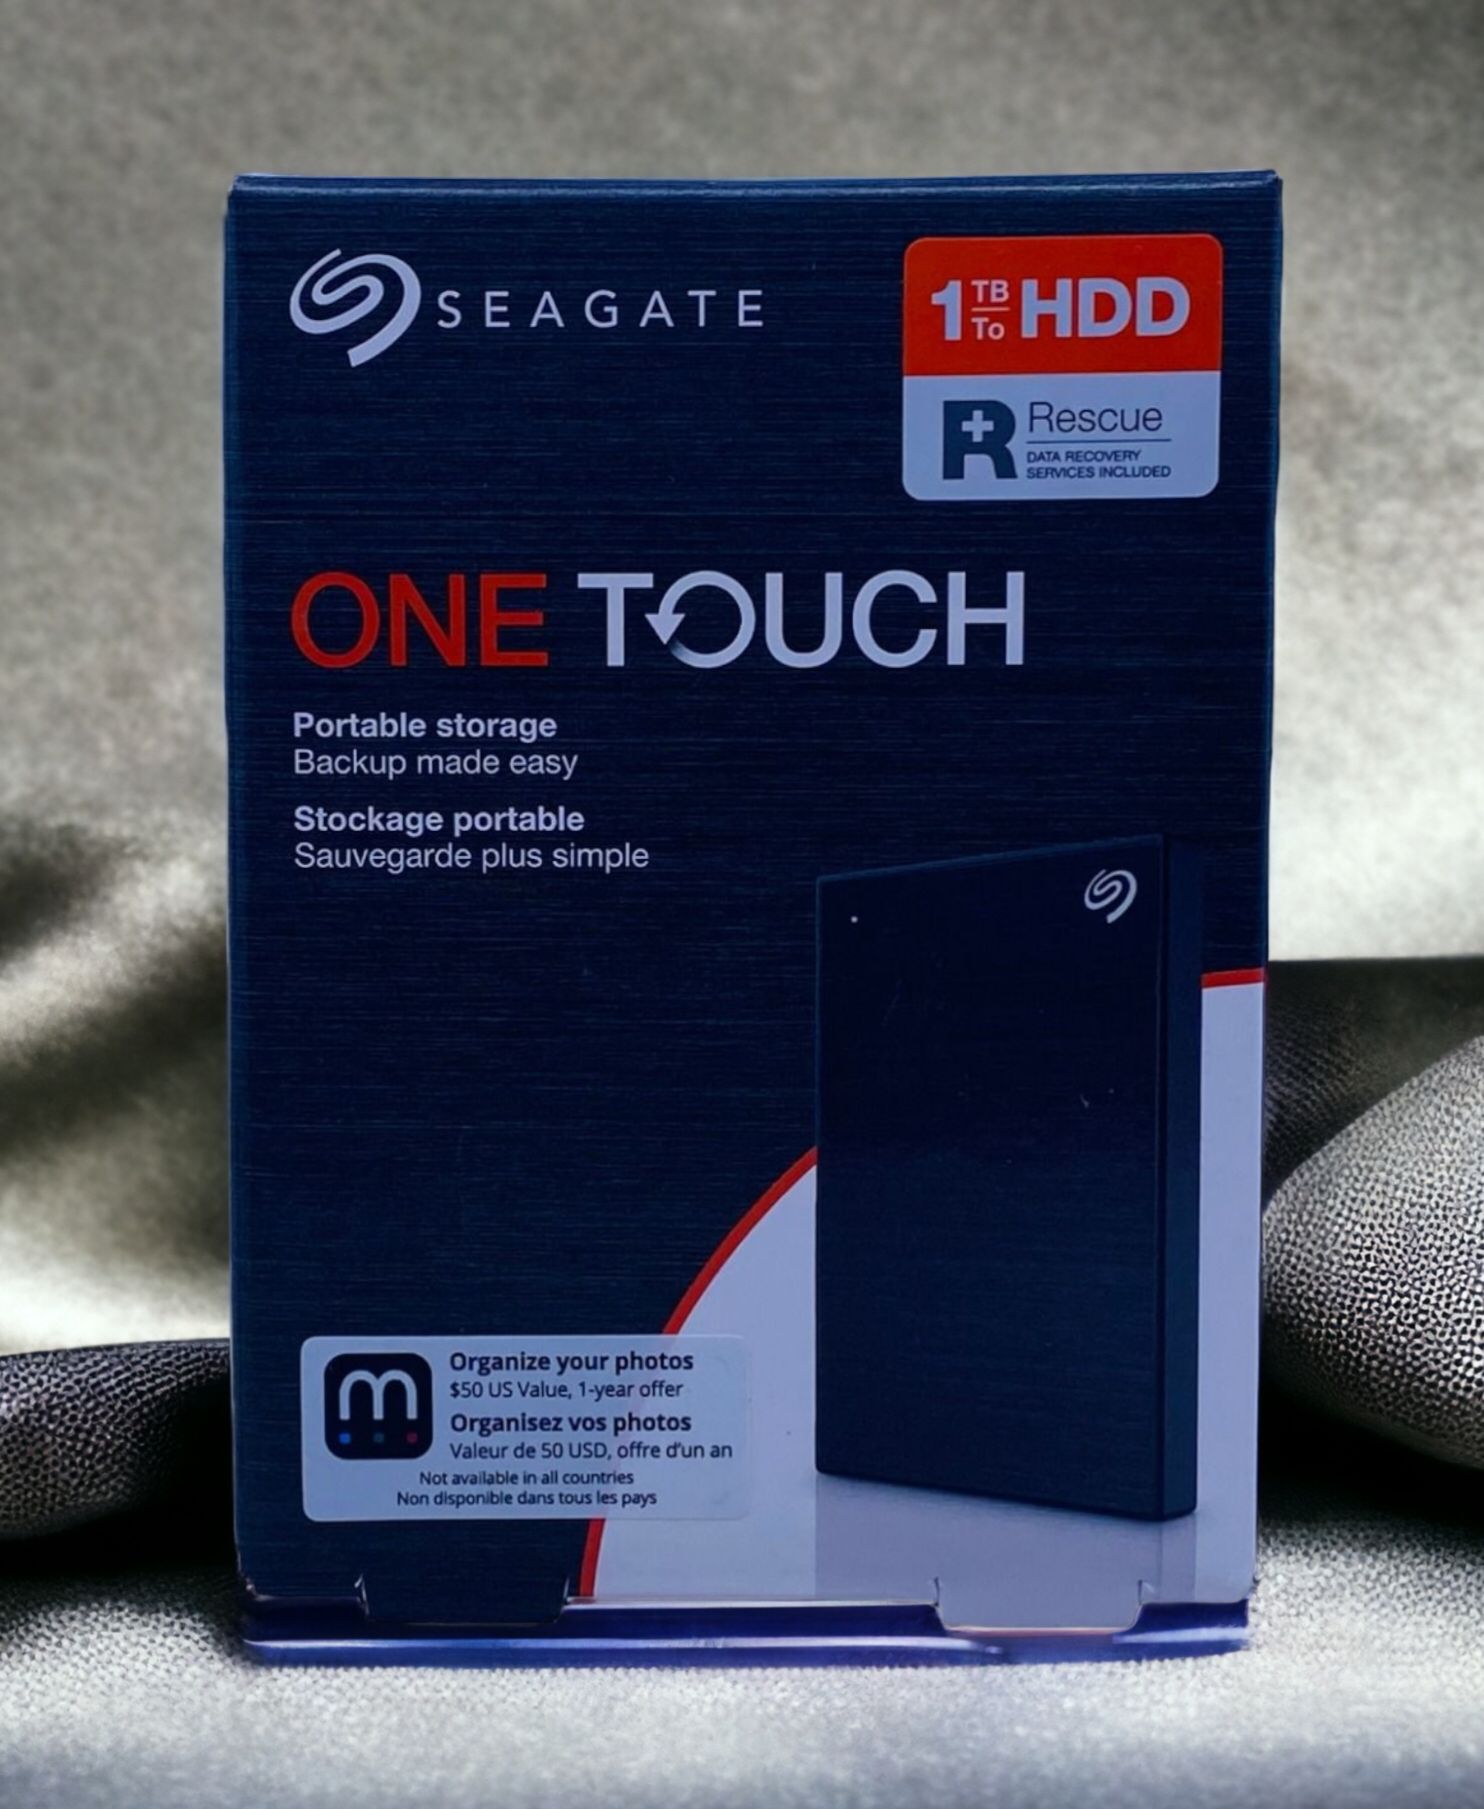 SEAGATE
1 TB To HDD
R Rescue
DATA RECOVERY
SERVICES INCLUDED
ONE TOUCH
Portable storage
Backup made easy
Stockage portable
Sauvegarde plus simple
m
Organize your photos
$50 US Value, 1-year offer
Organisez vos photos
Valeur de 50 USD, offre d'un an
Not available in all countries
Non disponible dans tous les pays